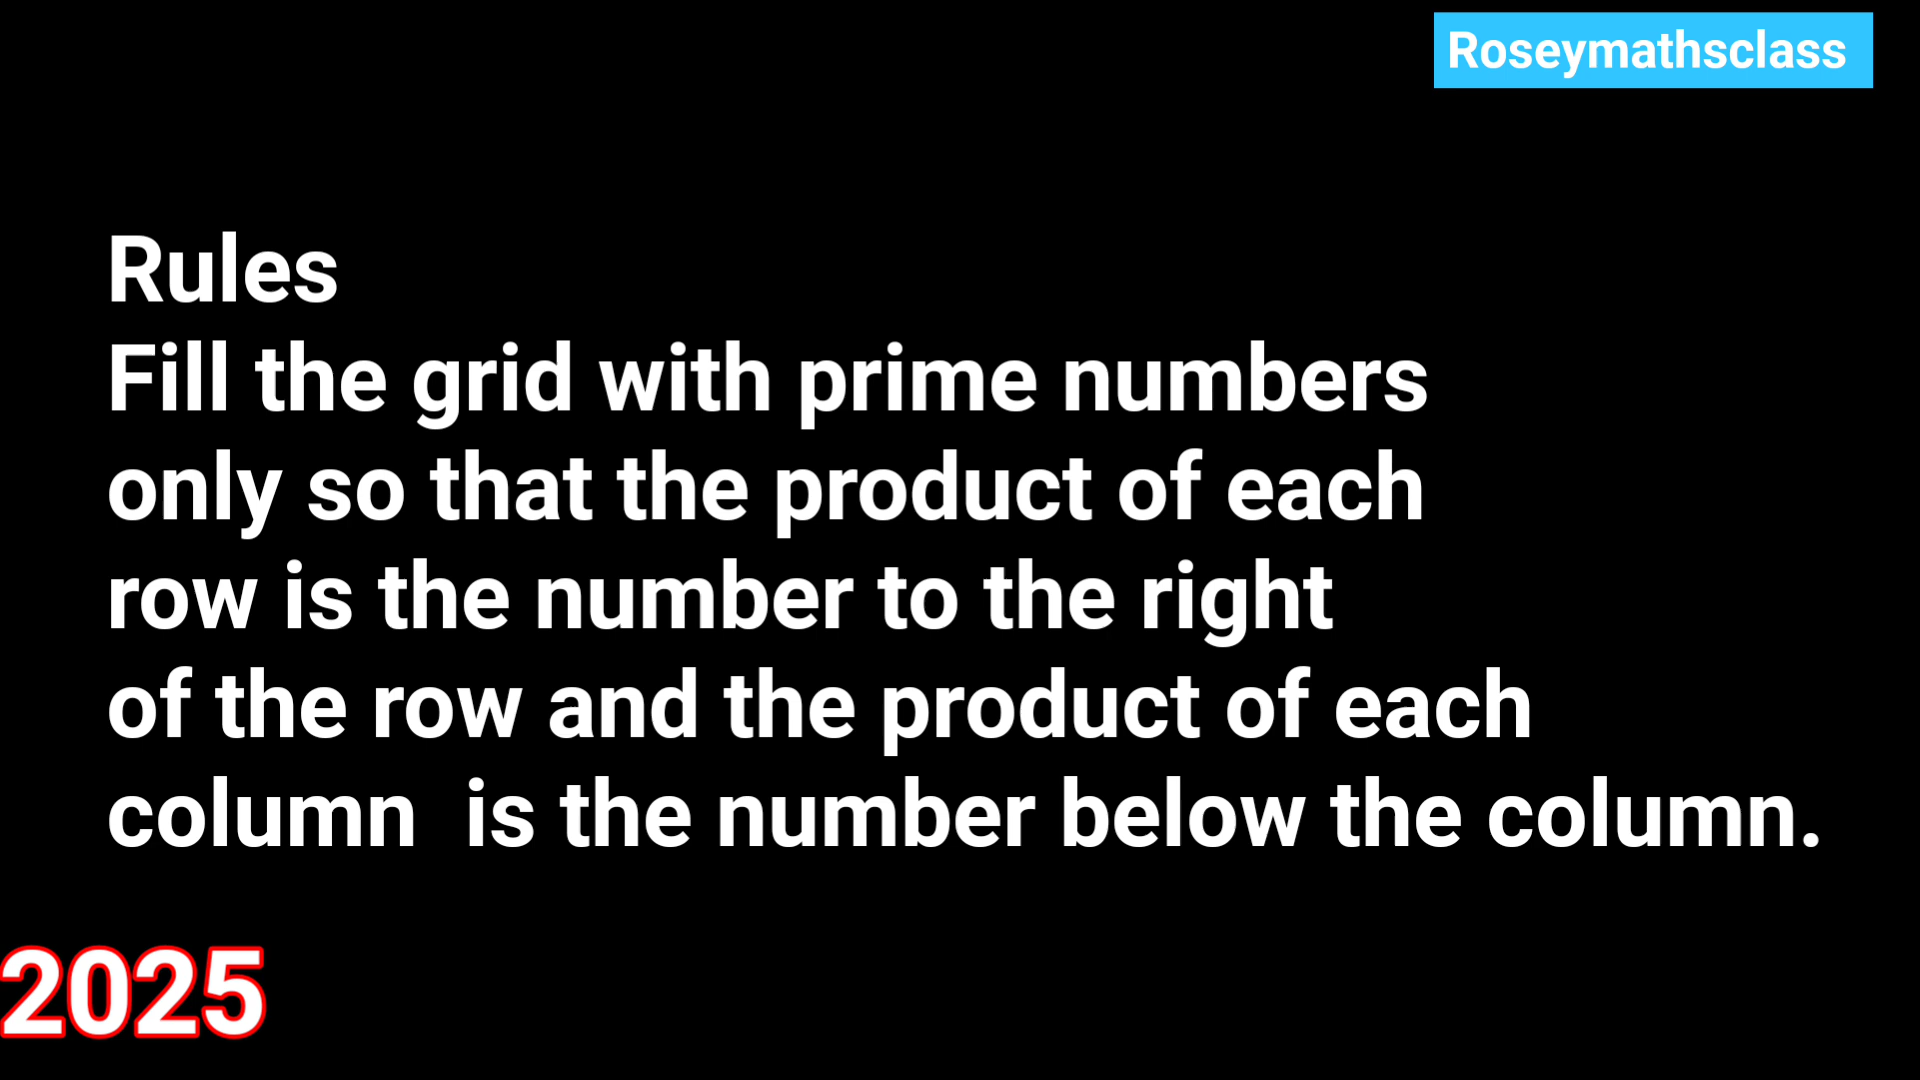 Roseymathsclass
Rules
Fill the grid with prime numbers
only so that the product of each
row is the number to the right
of the row and the product of each
column  is the number below the column.
2025